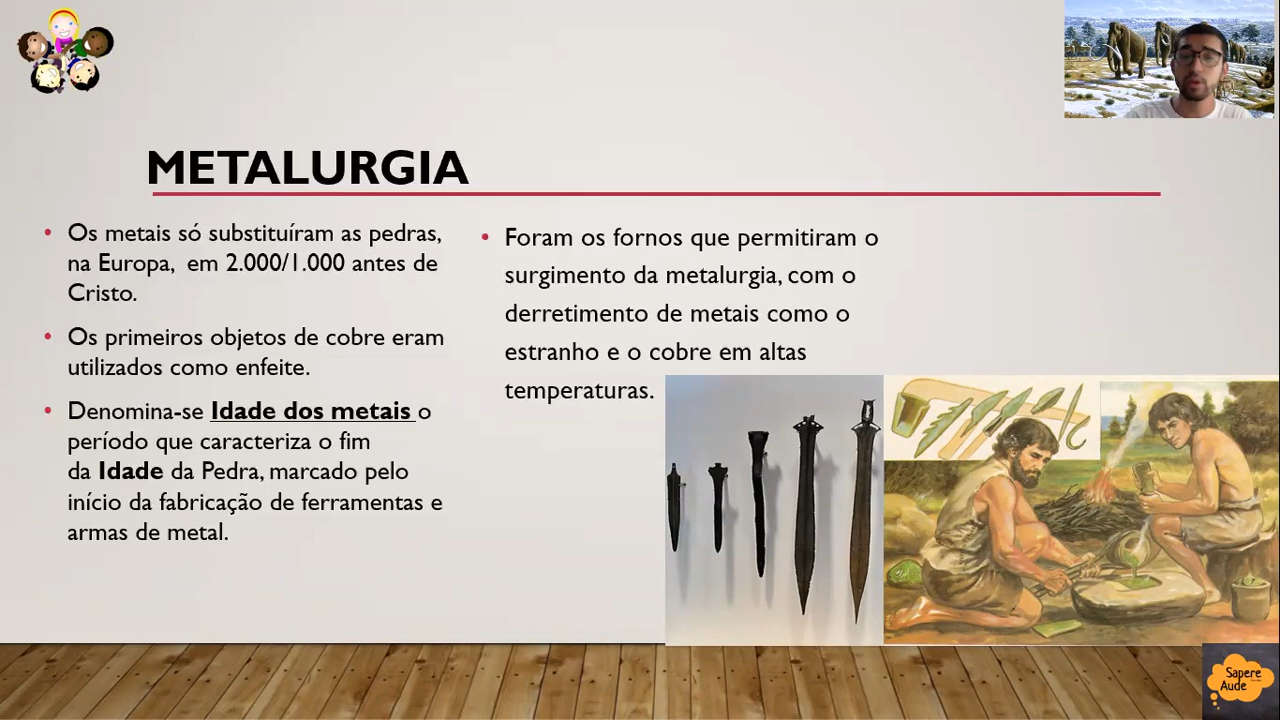 METALURGIA
Os metais só substituíram as pedras,
na Europa, em 2.000/1.000 antes de
Cristo.
Os primeiros objetos de cobre eram
utilizados como enfeite.
Denomina-se Idade dos metais o
período que caracteriza o fim
da Idade da Pedra, marcado pelo
início da fabricação de ferramentas e
armas de metal.
Foram os fornos que permitiram o
surgimento da metalurgia, com o
derretimento de metais como o
estranho e o cobre em altas
temperaturas.
Sapere
Aude